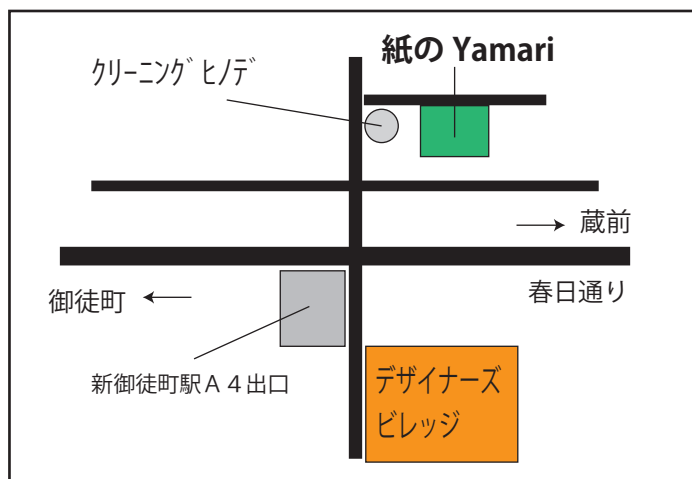 紙の Yamari
ｸﾘｰﾆﾝｸﾞ ﾋﾉﾃﾞ
→ 蔵前
御徒町 ←
春日通り
新御徒町駅Ａ４出口
デザイナーズ
ビレッジ